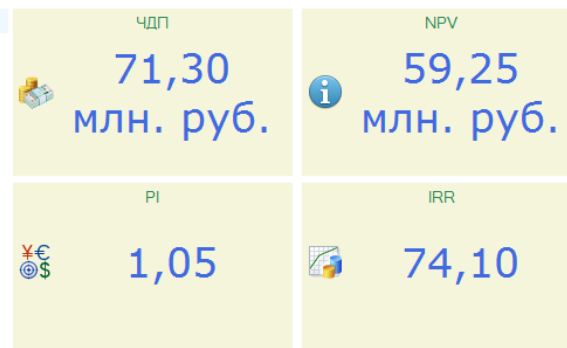 ЧДП
71,30
млн. руб.
NPV
59,25
млн. руб.
PI
1,05
IRR
74,10